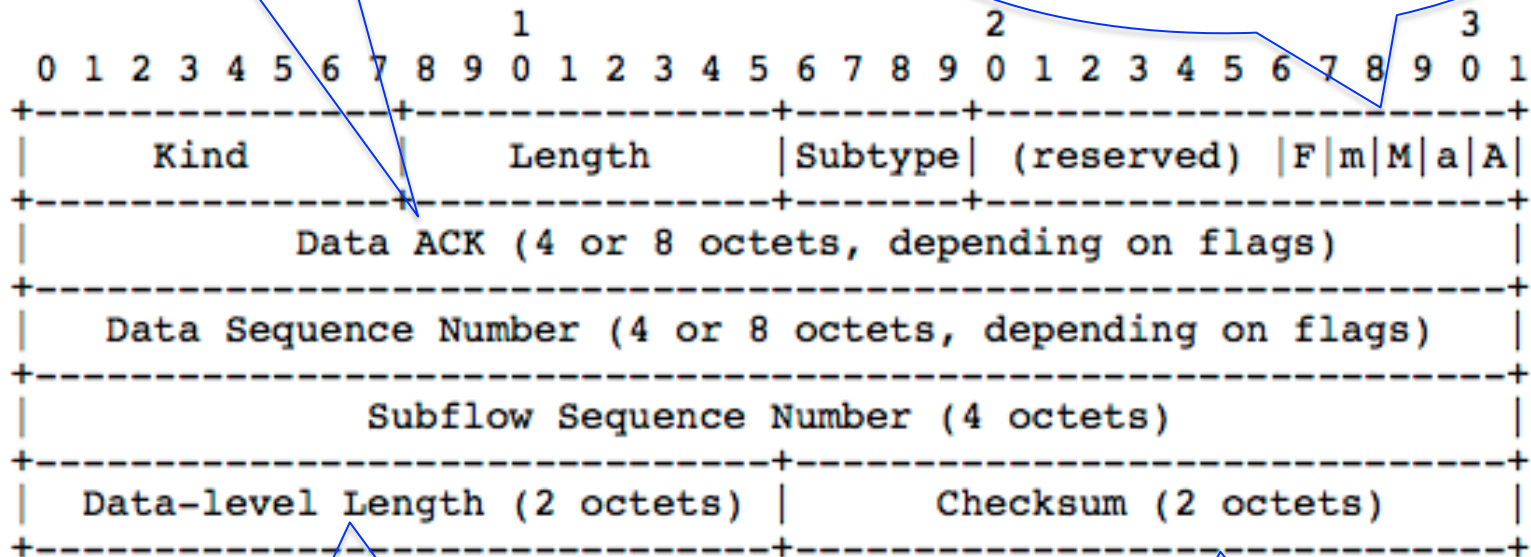 1 2 3
0 1 2 3 4 5 6 7 8 9 0 1 2 3 4 5 6 7 8 9 0 1 2 3 4 5 6 7 8 9 0 1
+---------------+---------------+-------+----------------------+
| Kind | Length |Subtype| (reserved) |F|m|M|a|A|
+---------------+---------------+-------+----------------------+
| Data ACK (4 or 8 octets, depending on flags) |
+--------------------------------------------------------------+
| Data Sequence Number (4 or 8 octets, depending on flags) |
+--------------------------------------------------------------+
| Subflow Sequence Number (4 octets) |
+-------------------------------+------------------------------+
| Data-level Length (2 octets) | Checksum (2 octets) |
+-------------------------------+------------------------------+